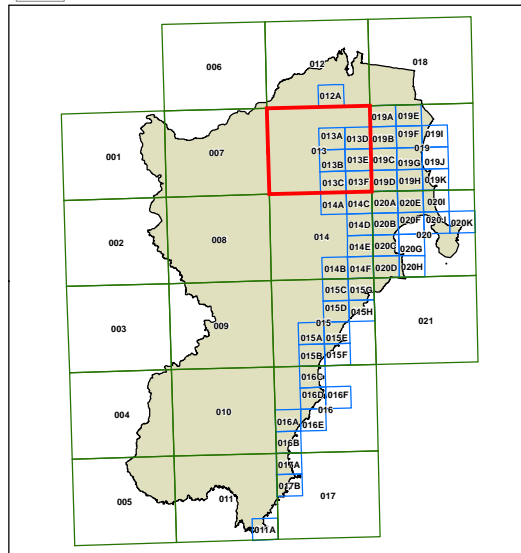 012 018
006
012A
019A 019E
013A 013D 019B 019F 019I
001 007 013 019
013B 013E 019C 019G 019J
013C 013F 019D 019H 019K
014A 014C 020A 020E 020I
014D 020B 020F 020J 020K
002 008 014 020
014E 020C 020G
014B 014F 020D 020H
015C 015G
015D 015H
003 009 015 021
015A 015E
015B 015F
016C
016D 016F
004 010 016
016A 016E
016B
017A
017B
005 011 017
011A